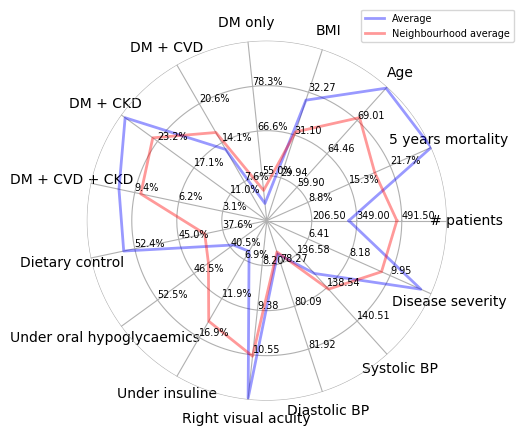 Average
Neighbourhood average
DM only
BMI
DM + CVD
Age
DM + CKD
5 years mortality
DM + CVD + CKD
# patients
Dietary control
Disease severity
Under oral hypoglycaemics
Systolic BP
Under insuline
Diastolic BP
Right visual acuity
206.50 349.00 491.50
8.8% 15.3% 21.7%
59.90 64.46 69.01
29.94 31.10 32.27
55.0% 66.6% 78.3%
7.6% 14.1% 20.6%
11.0% 17.1% 23.2%
3.1% 6.2% 9.4%
37.6% 45.0% 52.4%
40.5% 46.5% 52.5%
6.9% 11.9% 16.9%
8.20 9.38 10.55
78.27 80.09 81.92
136.58 138.54 140.51
6.41 8.18 9.95